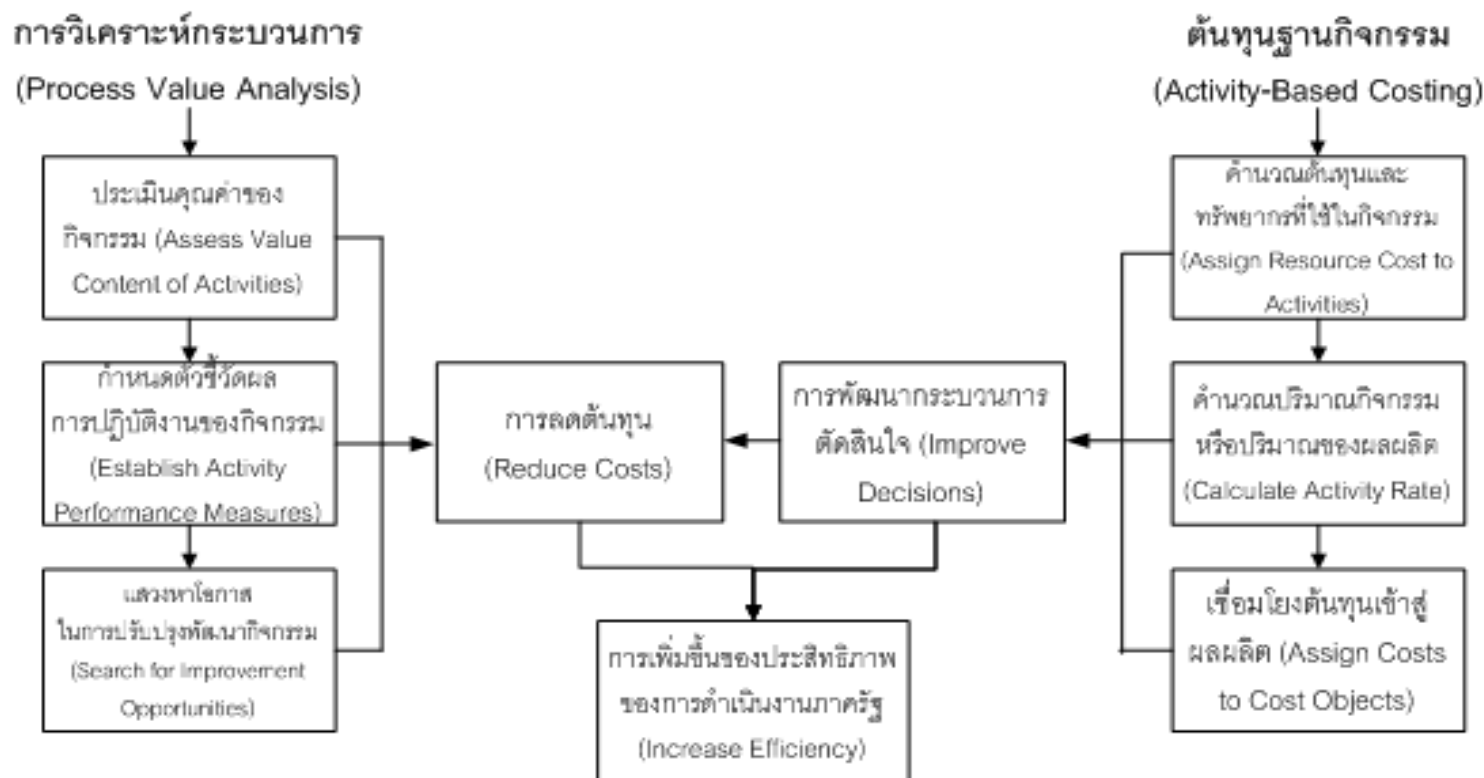 การวิเคราะห์กระบวนการ
(Process Value Analysis)
ประเมินคุณค่าของ
กิจกรรม (Assess Value
Content of Activities)
กำหนดตัวชี้วัดผล
การปฏิบัติงานของกิจกรรม
(Establish Activity
Performance Measures)
แสวงหาโอกาส
ในการปรับปรุงพัฒนากิจกรรม
(Search for Improvement
Opportunities)
การลดต้นทุน
(Reduce Costs)
การพัฒนากระบวนการ
ตัดสินใจ (Improve
Decisions)
การเพิ่มขึ้นของประสิทธิภาพ
ของการดำเนินงานภาครัฐ
(Increase Efficiency)
ต้นทุนฐานกิจกรรม
(Activity-Based Costing)
คำนวณต้นทุนและ
ทรัพยากรที่ใช้ในกิจกรรม
(Assign Resource Cost to
Activities)
คำนวณปริมาณกิจกรรม
หรือปริมาณของผลผลิต
(Calculate Activity Rate)
เชื่อมโยงต้นทุนเข้าสู่
ผลผลิต (Assign Costs
to Cost Objects)